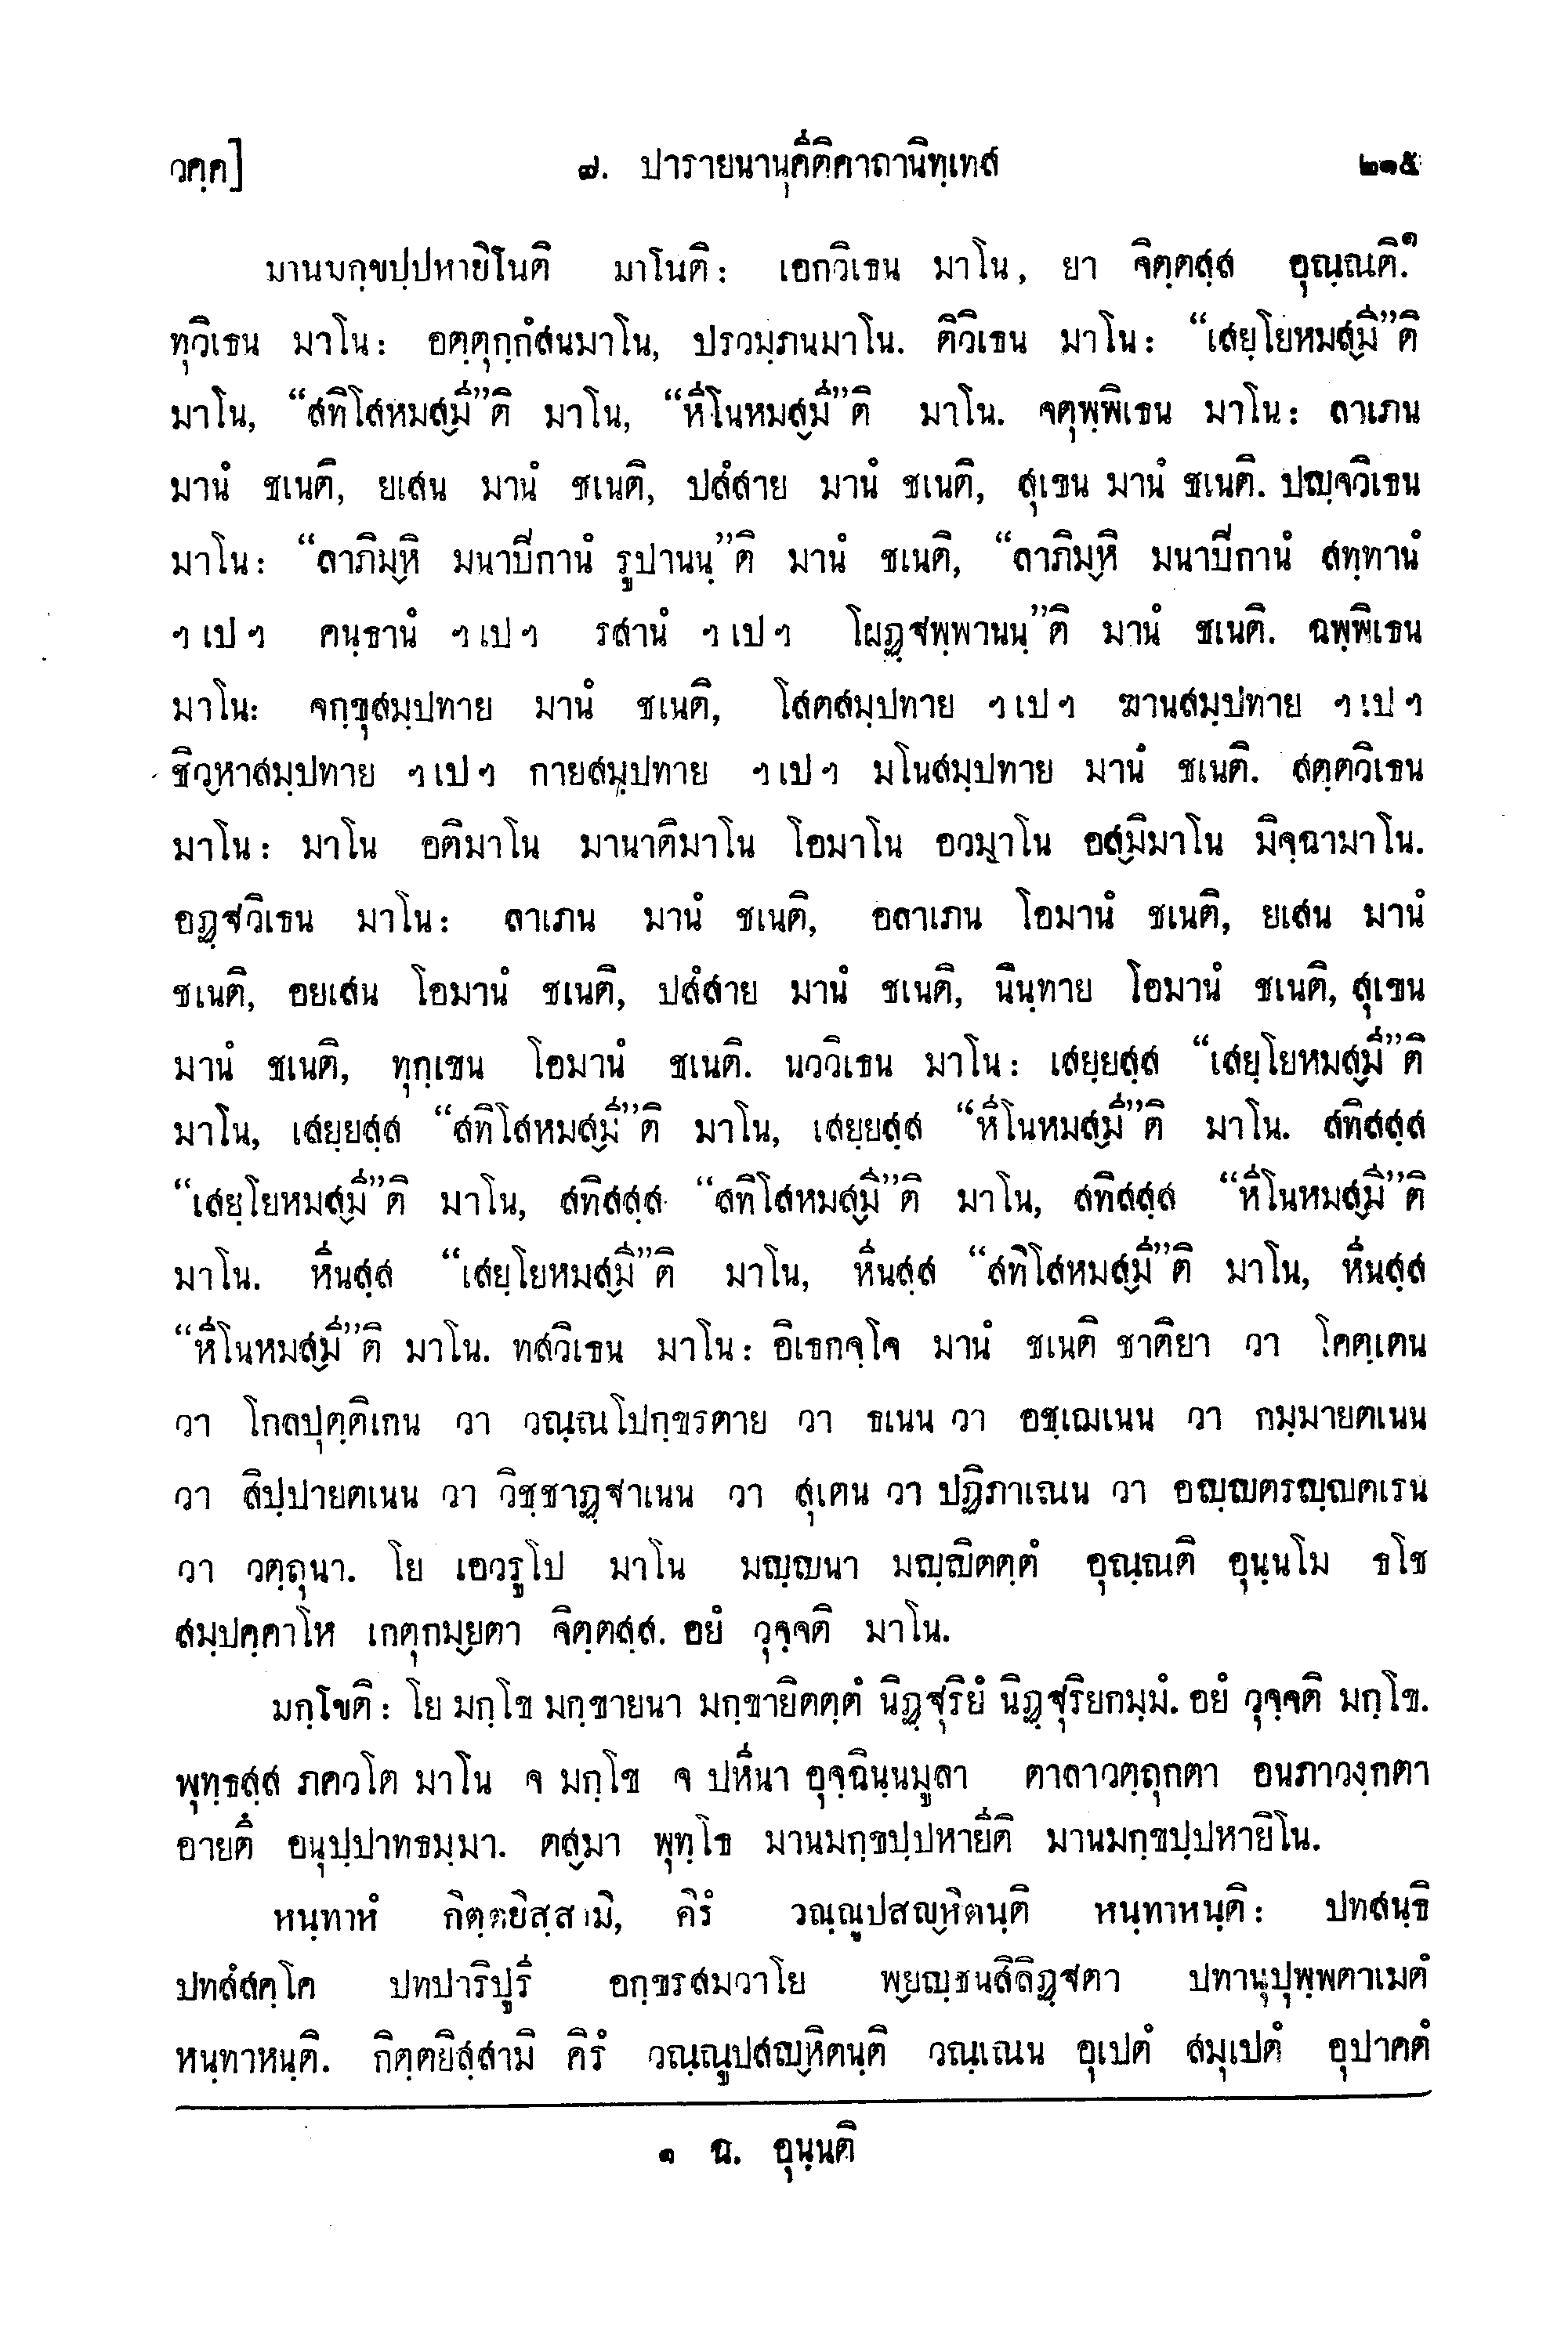 วคฺค] ๗. ปารายนานุคีติคาถานิทฺเทส ๒๑๕
มานมกฺขปฺปหายิโนติ มาโนติ: เอกวิเธน มาโน, ยา จิตฺตสฺส อุณฺณติ.๑
ทุวิเธน มาโน: อตฺตุกฺกํสนมาโน, ปรวมฺภนมาโน. ติวิเธน มาโน: “เสยฺโยหมสฺมี”ติ
มาโน, “สทิโสหมสฺมี”ติ มาโน, “หีโนหมสฺมี”ติ มาโน. จตุพฺพิเธน มาโน: ลาเภน
มานํ ชเนติ, ยเสน มานํ ชเนติ, ปสํสาย มานํ ชเนติ, สุเขน มานํ ชเนติ. ปญฺจวิเธน
มาโน: “ลาภิมฺหิ มนาปิกานํ รูปานนฺ”ติ มานํ ชเนติ, “ลาภิมฺหิ มนาปิกานํ สทฺทานํ
ฯ เป ฯ คนฺธานํ ฯ เป ฯ รสานํ ฯ เป ฯ โผฏฺฐพฺพานนฺ”ติ มานํ ชเนติ. ฉพฺพิเธน
มาโน: จกฺขุสมฺปทาย มานํ ชเนติ, โสตสมฺปทาย ฯ เป ฯ ฆานสมฺปทาย ฯ เป ฯ
ชิวฺหาสมฺปทาย ฯ เป ฯ กายสมฺปทาย ฯ เป ฯ มโนสมฺปทาย มานํ ชเนติ. สตฺตวิเธน
มาโน: มาโน อติมาโน มานาติมาโน โอมาโน อวมาโน อสฺมิมาโน มิจฺฉามาโน.
อฏฺฐวิเธน มาโน: ลาเภน มานํ ชเนติ, อลาเภน โอมานํ ชเนติ, ยเสน มานํ
ชเนติ, อยเสน โอมานํ ชเนติ, ปสํสาย มานํ ชเนติ, นินฺทาย โอมานํ ชเนติ, สุเขน
มานํ ชเนติ, ทุกฺเขน โอมานํ ชเนติ. นววิเธน มาโน: เสยฺยสฺส “เสยฺโยหมสฺมี”ติ
มาโน, เสยฺยสฺส “สทิโสหมสฺมี”ติ มาโน, เสยฺยสฺส “หีโนหมสฺมี”ติ มาโน. สทิสสฺส
“เสยฺโยหมสฺมี”ติ มาโน, สทิสสฺส “สทิโสหมสฺมี”ติ มาโน, สทิสสฺส “หีโนหมสฺมี”ติ
มาโน. หีนสฺส “เสยฺโยหมสฺมี”ติ มาโน, หีนสฺส “สทิโสหมสฺมี”ติ มาโน, หีนสฺส
“หีโนหมสฺมี”ติ มาโน. ทสวิเธน มาโน: อิเธกจฺโจ มานํ ชเนติ ชาติยา วา โคตฺเตน
วา โกลปุตฺติเกน วา วณฺณโปกฺขรตาย วา ธเนน วา อชฺเฌเนน วา กมฺมายตเนน
วา สิปฺปายตเนน วา วิชฺชาฏฺฐาเนน วา สุเตน วา ปฏิภาเณน วา อญฺญตรญฺญตเรน
วา วตฺถุนา. โย เอวรูโป มาโน มญฺญนา มญฺญิตตฺตํ อุณฺณติ อุนฺนโม ธโช
สมฺปคฺคาโห เกตุกมฺยตา จิตฺตสฺส. อยํ วุจฺจติ มาโน.
มกฺโขติ: โย มกฺโข มกฺขายนา มกฺขายิตตฺตํ นิฏฺฐุริยํ นิฏฺฐุริยกมฺมํ. อยํ วุจฺจติ มกฺโข.
พุทฺธสฺส ภควโต มาโน จ มกฺโข จ ปหีนา อุจฺฉินฺนมูลา ตาลาวตฺถุกตา อนภาวงฺกตา
อายตึ อนุปฺปาทธมฺมา. ตสฺมา พุทฺโธ มานมกฺขปฺปหายีติ มานมกฺขปฺปหายิโน.
หนฺทาหํ กิตฺตยิสฺสามิ, คิรํ วณฺณูปสญฺหิตนฺติ หนฺทาหนฺติ: ปทสนฺธิ
ปทสํสคฺโค ปทปาริปูริ อกฺขรสมวาโย พฺยญฺชนสิลิฏฺฐตา ปทานุปุพฺพตาเมตํ
หนฺทาหนฺติ. กิตฺตยิสฺสามิ คิรํ วณฺณูปสญฺหิตนฺติ วณฺเณน อุเปตํ สมุเปตํ อุปาคตํ
๑ ฉ. อุนฺนติ